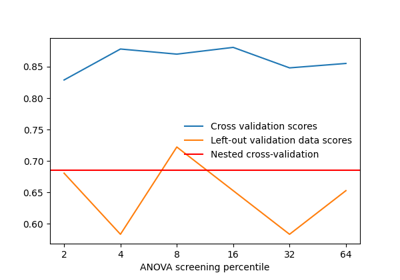 0.85
0.80
0.75
0.70
0.65
0.60
Cross validation scores
Left-out validation data scores
Nested cross-validation
2 4 8 16 32 64
ANOVA screening percentile